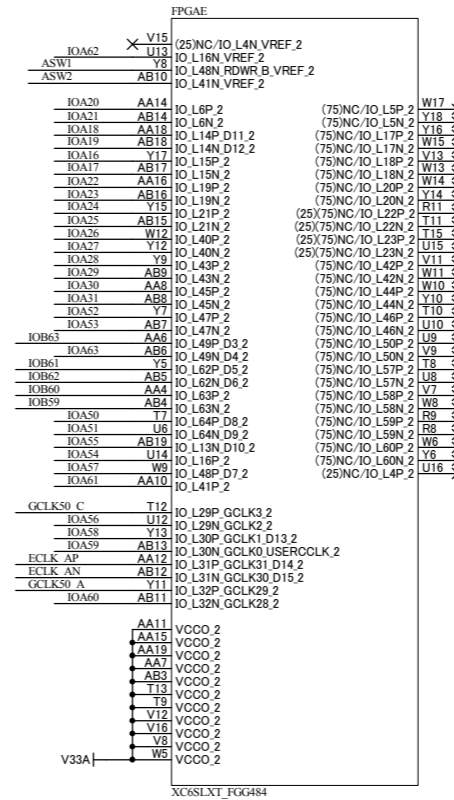 FPGAE
V15 (25)NC/IO_L4N_VREF_2
IOA62 U13 IO_L16N_VREF_2
ASW1 Y8 IO_L48N_RDWR_B_VREF_2
ASW2 AB10 IO_L41N_VREF_2
IOA20 AA14 IO_L6P_2 (75)NC/IO_L5P_2 W17
IOA21 AB14 IO_L6N_2 (75)NC/IO_L5N_2 Y18
IOA18 AA18 IO_L14P_D11_2 (75)NC/IO_L17P_2 Y16
IOA19 AB18 IO_L14N_D12_2 (75)NC/IO_L17N_2 W15
IOA16 Y17 IO_L15P_2 (75)NC/IO_L18P_2 V13
IOA17 AB17 IO_L15N_2 (75)NC/IO_L18N_2 W13
IOA22 AA16 IO_L19P_2 (75)NC/IO_L20P_2 W14
IOA23 AB16 IO_L19N_2 (75)NC/IO_L20N_2 Y14
IOA24 Y15 IO_L21P_2 (25)(75)NC/IO_L22P_2 R11
IOA25 AB15 IO_L21N_2 (25)(75)NC/IO_L22N_2 T11
IOA26 W12 IO_L40P_2 (25)(75)NC/IO_L23P_2 T15
IOA27 Y12 IO_L40N_2 (25)(75)NC/IO_L23N_2 U15
IOA28 Y9 IO_L43P_2 (75)NC/IO_L42P_2 V11
IOA29 AB9 IO_L43N_2 (75)NC/IO_L42N_2 W11
IOA30 AA8 IO_L45P_2 (75)NC/IO_L44P_2 W10
IOA31 AB8 IO_L45N_2 (75)NC/IO_L44N_2 Y10
IOA52 Y7 IO_L47P_2 (75)NC/IO_L46P_2 T10
IOA53 AB7 IO_L47N_2 (75)NC/IO_L46N_2 U10
IOB63 AA6 IO_L49P_D3_2 (75)NC/IO_L50P_2 U9
IOA63 AB6 IO_L49N_D4_2 (75)NC/IO_L50N_2 V9
IOB61 Y5 IO_L62P_D5_2 (75)NC/IO_L57P_2 T8
IOB62 AB5 IO_L62N_D6_2 (75)NC/IO_L57N_2 U8
IOB60 AA4 IO_L63P_2 (75)NC/IO_L58P_2 V7
IOB59 AB4 IO_L63N_2 (75)NC/IO_L58N_2 W8
IOA50 T7 IO_L64P_D8_2 (75)NC/IO_L59P_2 R9
IOA51 U6 IO_L64N_D9_2 (75)NC/IO_L59N_2 R8
IOA55 AB19 IO_L13N_D10_2 (75)NC/IO_L60P_2 W6
IOA54 U14 IO_L16P_2 (75)NC/IO_L60N_2 Y6
IOA57 W9 IO_L48P_D7_2 (25)NC/IO_L4P_2 U16
IOA61 AA10 IO_L41P_2
GCLK50_C T12 IO_L29P_GCLK3_2
IOA56 U12 IO_L29N_GCLK2_2
IOA58 Y13 IO_L30P_GCLK1_D13_2
IOA59 AB13 IO_L30N_GCLK0_USERCCLK_2
ECLK_AP AA12 IO_L31P_GCLK31_D14_2
ECLK_AN AB12 IO_L31N_GCLK30_D15_2
GCLK50_A Y11 IO_L32P_GCLK29_2
IOA60 AB11 IO_L32N_GCLK28_2
AA11 VCCO_2
AA15 VCCO_2
AA19 VCCO_2
AA7 VCCO_2
AB3 VCCO_2
T13 VCCO_2
T9 VCCO_2
V12 VCCO_2
V16 VCCO_2
V8 VCCO_2
V33A W5 VCCO_2
XC6SLXT_FGG484